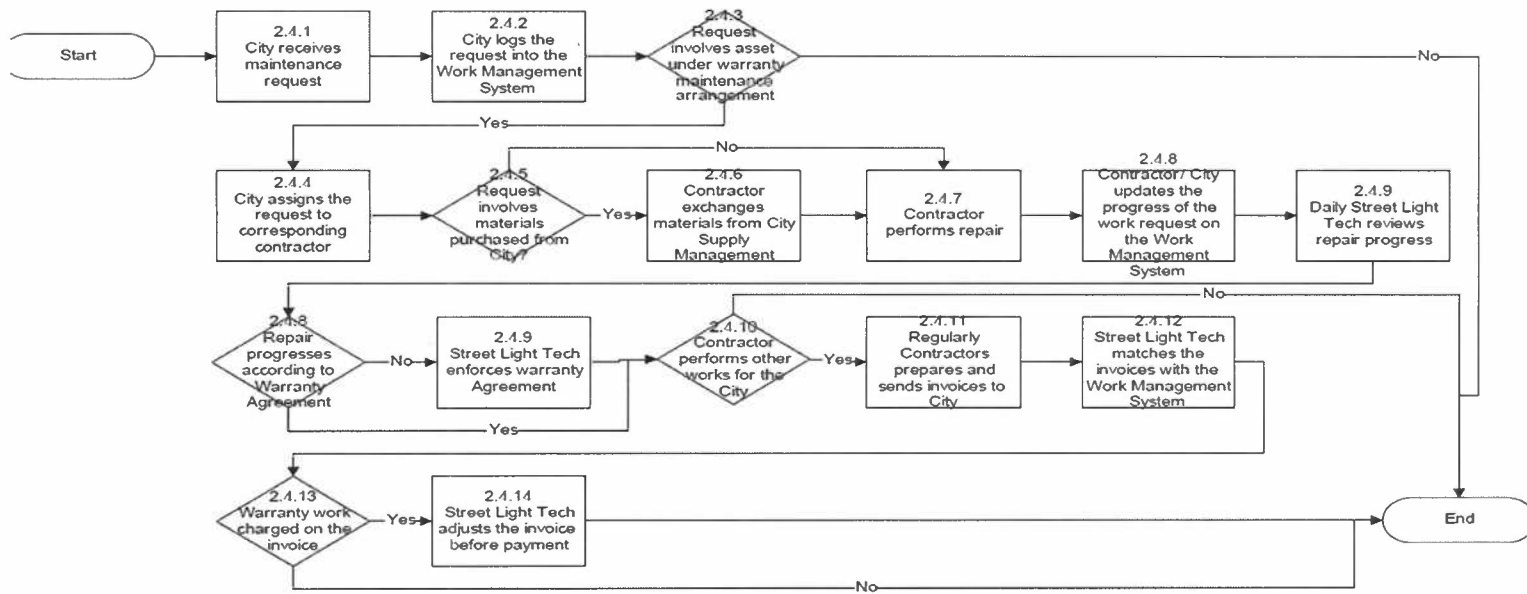 Start
2.4.1
City receives
maintenance
request
2.4.2
City logs the
request into the
Work Management
System
2.4.3
Request
involves asset
under warranty
maintenance
arrangement
No
Yes
No
2.4.4
City assigns the
request to
corresponding
contractor
2.4.5
Request
involves
materials
purchased from
City?
Yes
2.4.6
Contractor
exchanges
materials from City
Supply
Management
2.4.7
Contractor
performs repair
2.4.8
Contractor/ City
updates the
progress of the
work request on
the Work
Management
System
2.4.9
Daily Street Light
Tech reviews
repair progress
No
2.4.8
Repair
progresses
according to
Warranty
Agreement
No
2.4.9
Street Light Tech
enforces warranty
Agreement
Yes
2.4.10
Contractor
performs other
works for the
City
Yes
2.4.11
Regularly
Contractors
prepares and
sends invoices to
City
2.4.12
Street Light Tech
matches the
invoices with the
Work Management
System
2.4.13
Warranty work
charged on the
invoice
Yes
2.4.14
Street Light Tech
adjusts the invoice
before payment
End
No